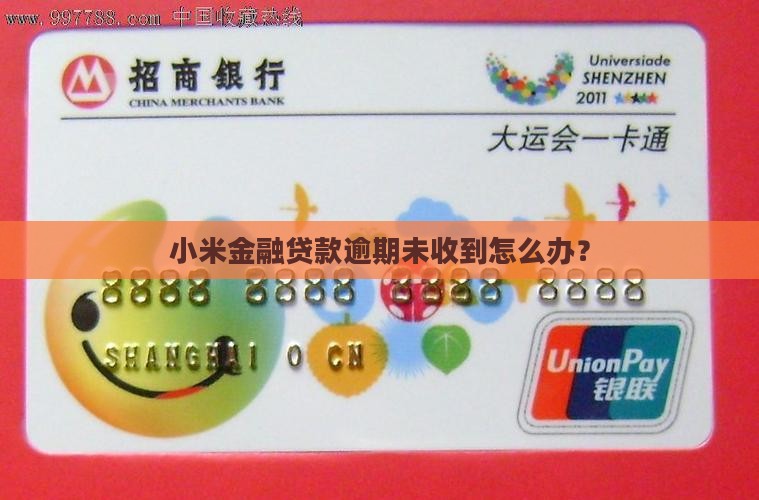 www.997788.com 中国收藏热线
招商银行
CHINA MERCHANTS BANK
Universiade
SHENZHEN
2011
大运会一卡通
小米金融贷款逾期未收到怎么办？
8888 8888 8888 8888
SHANGHAI 0 CN
UnionPay
银联